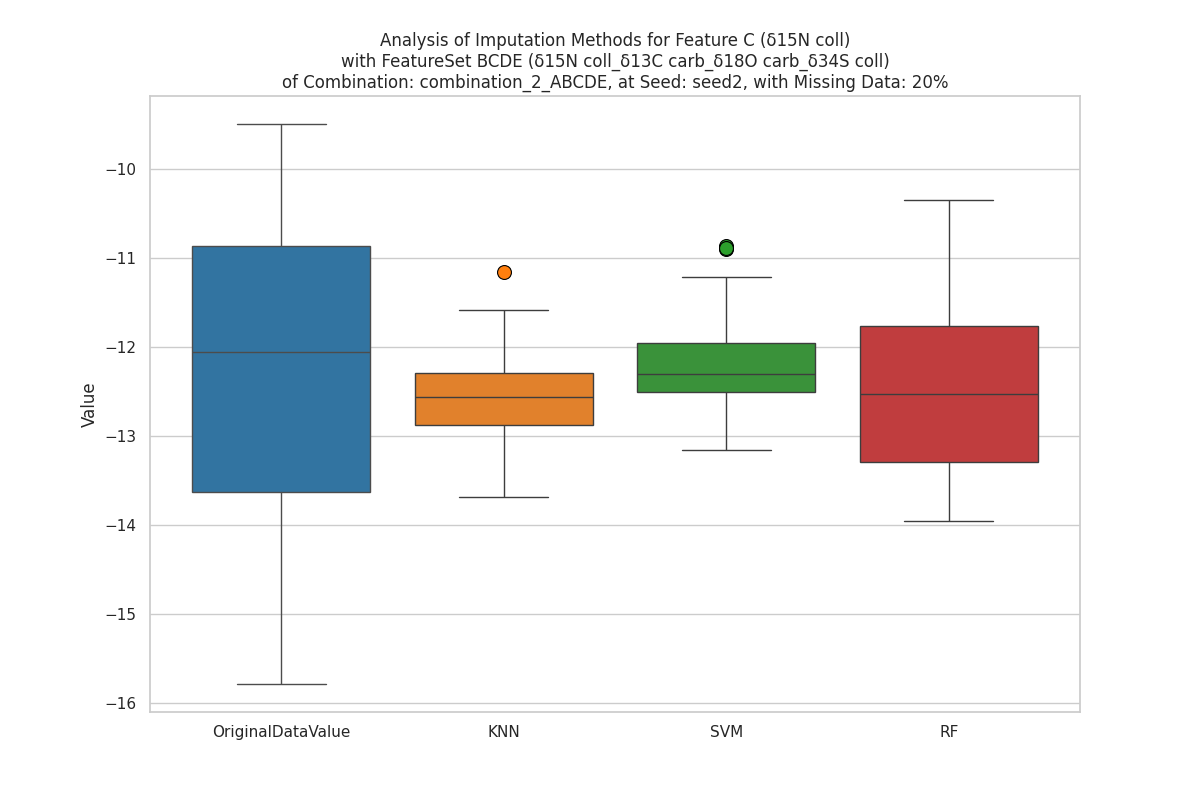 Analysis of Imputation Methods for Feature C (δ15N coll)
with FeatureSet BCDE (δ15N coll_δ13C carb_δ18O carb_δ34S coll)
of Combination: combination_2_ABCDE, at Seed: seed2, with Missing Data: 20%
−10
−11
−12
−13
−14
−15
−16
Value
OriginalDataValue
KNN
SVM
RF